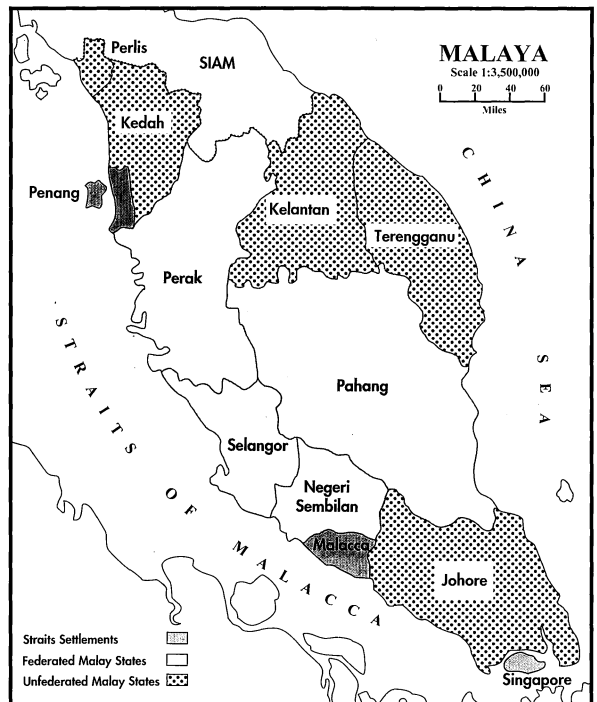 MALAYA
Scale 1:3,500,000
0 20 40 60
Miles
Perlis
SIAM
Kedah
Penang
Kelantan
Terengganu
Perak
Pahang
Selangor
Negeri
Sembilan
Malacca
Johore
Singapore
CHINA
SEA
STRAITS
OF
MALACCA
Straits Settlements
Federated Malay States
Unfederated Malay States